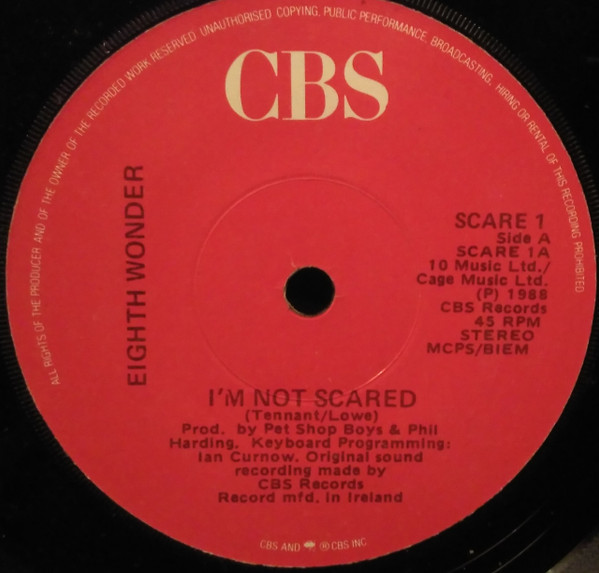 ALL RIGHTS OF THE PRODUCER AND OF THE OWNER OF THE RECORDED WORK RESERVED UNAUTHORISED COPYING, PUBLIC PERFORMANCE, BROADCASTING, HIRING OR RENTAL OF THIS RECORDING PROHIBITED
CBS
EIGHTH WONDER
SCARE 1
Side A
SCARE 1A
10 Music Ltd./
Cage Music Ltd.
(P) 1988
CBS Records
45 RPM
STEREO
MCPS/BIEM
I'M NOT SCARED
(Tennant/Lowe)
Prod. by Pet Shop Boys & Phil
Harding, Keyboard Programming:
Ian Curnow, Original sound
recording made by
CBS Records
Record mfd. in Ireland
CBS AND ® CBS INC